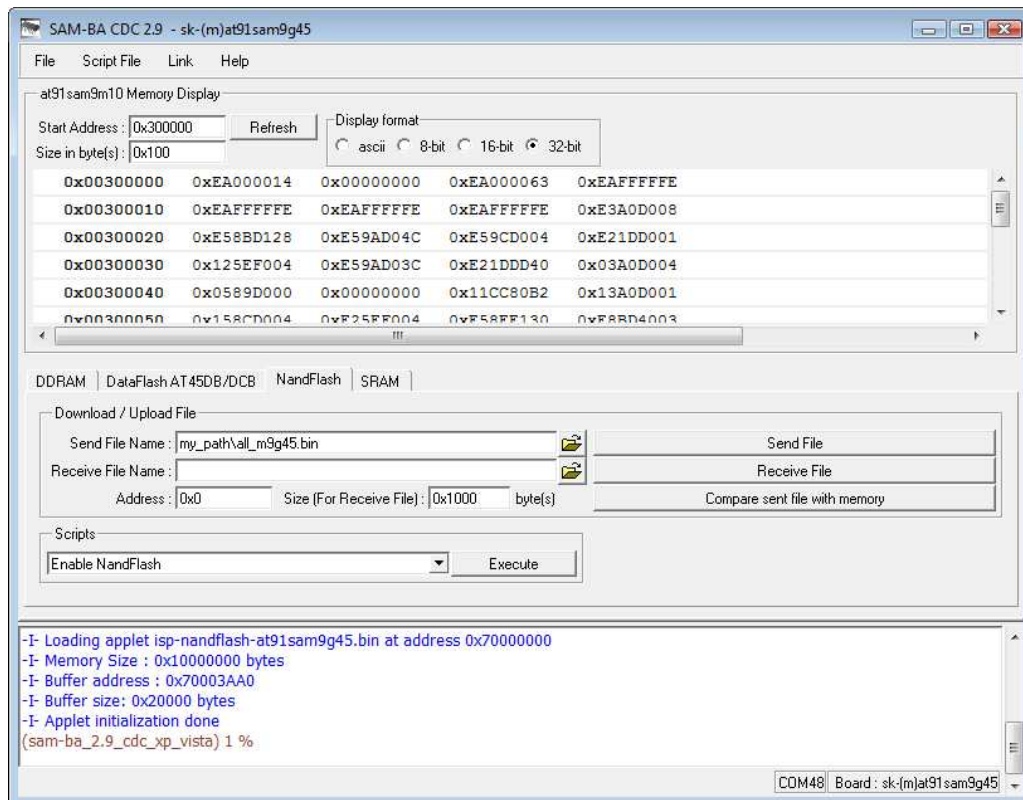 SAM-BA CDC 2.9 - sk-(m)at91sam9g45
File Script File Link Help
at91sam9m10 Memory Display
Start Address : 0x300000 Refresh
Size in byte(s) : 0x100
Display format
ascii 8-bit 16-bit 32-bit
0x00300000 0xEA000014 0x00000000 0xEA000063 0xEAFFFFFE
0x00300010 0xEAFFFFFE 0xEAFFFFFE 0xEAFFFFFE 0xE3A0D008
0x00300020 0xE58BD128 0xE59AD04C 0xE59CD004 0xE21DD001
0x00300030 0x125EF004 0xE59AD03C 0xE21DDD40 0x03A0D004
0x00300040 0x0589D000 0x00000000 0x11CC80B2 0x13A0D001
0x00300050 0x158CD004 0xE25EF004 0xE58EE130 0xE8BD4003
DDRAM DataFlash AT45DB/DCB NandFlash SRAM
Download / Upload File
Send File Name : my_path\all_m9g45.bin Send File
Receive File Name : Receive File
Address : 0x0 Size (For Receive File) : 0x1000 byte(s) Compare sent file with memory
Scripts
Enable NandFlash Execute
-I- Loading applet isp-nandflash-at91sam9g45.bin at address 0x70000000
-I- Memory Size : 0x10000000 bytes
-I- Buffer address : 0x70003AA0
-I- Buffer size: 0x20000 bytes
-I- Applet initialization done
(sam-ba_2.9_cdc_xp_vista) 1 %
COM48 Board : sk-(m)at91sam9g45